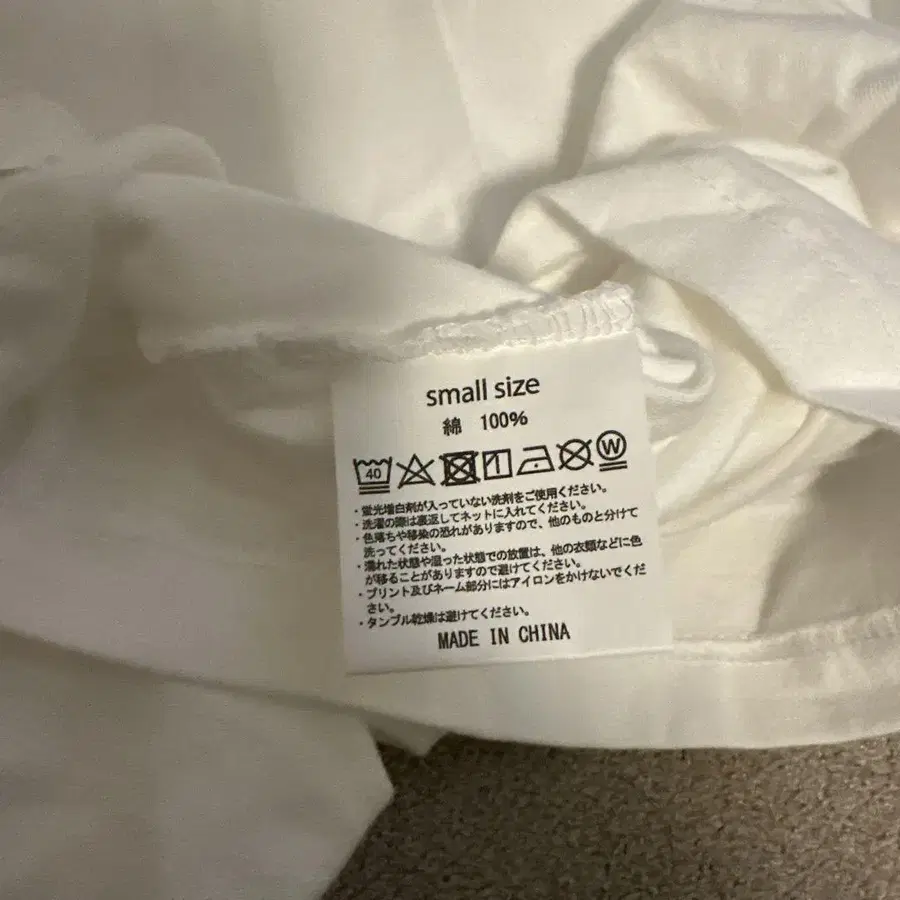 small size
綿 100%
40 W
・蛍光増白剤が入っていない洗剤をご使用ください。
・洗濯の際は裏返してネットに入れてください。
・色落ちや移染の恐れがありますので、他のものと分けて
洗ってください。
・濡れた状態や湿った状態での放置は、他の衣類などに色
が移ることがありますので避けてください。
・プリント及びネーム部分にはアイロンをかけないでくだ
さい。
・タンブル乾燥は避けてください。
MADE IN CHINA